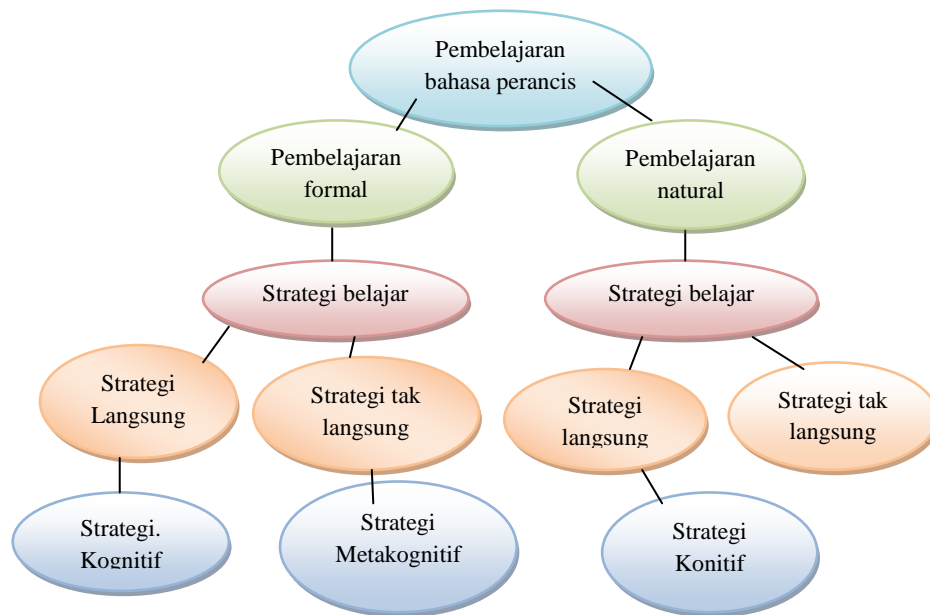 Pembelajaran
bahasa perancis
Pembelajaran
formal
Pembelajaran
natural
Strategi belajar
Strategi belajar
Strategi
Langsung
Strategi tak
langsung
Strategi
langsung
Strategi tak
langsung
Strategi.
Kognitif
Strategi
Metakognitif
Strategi
Konitif